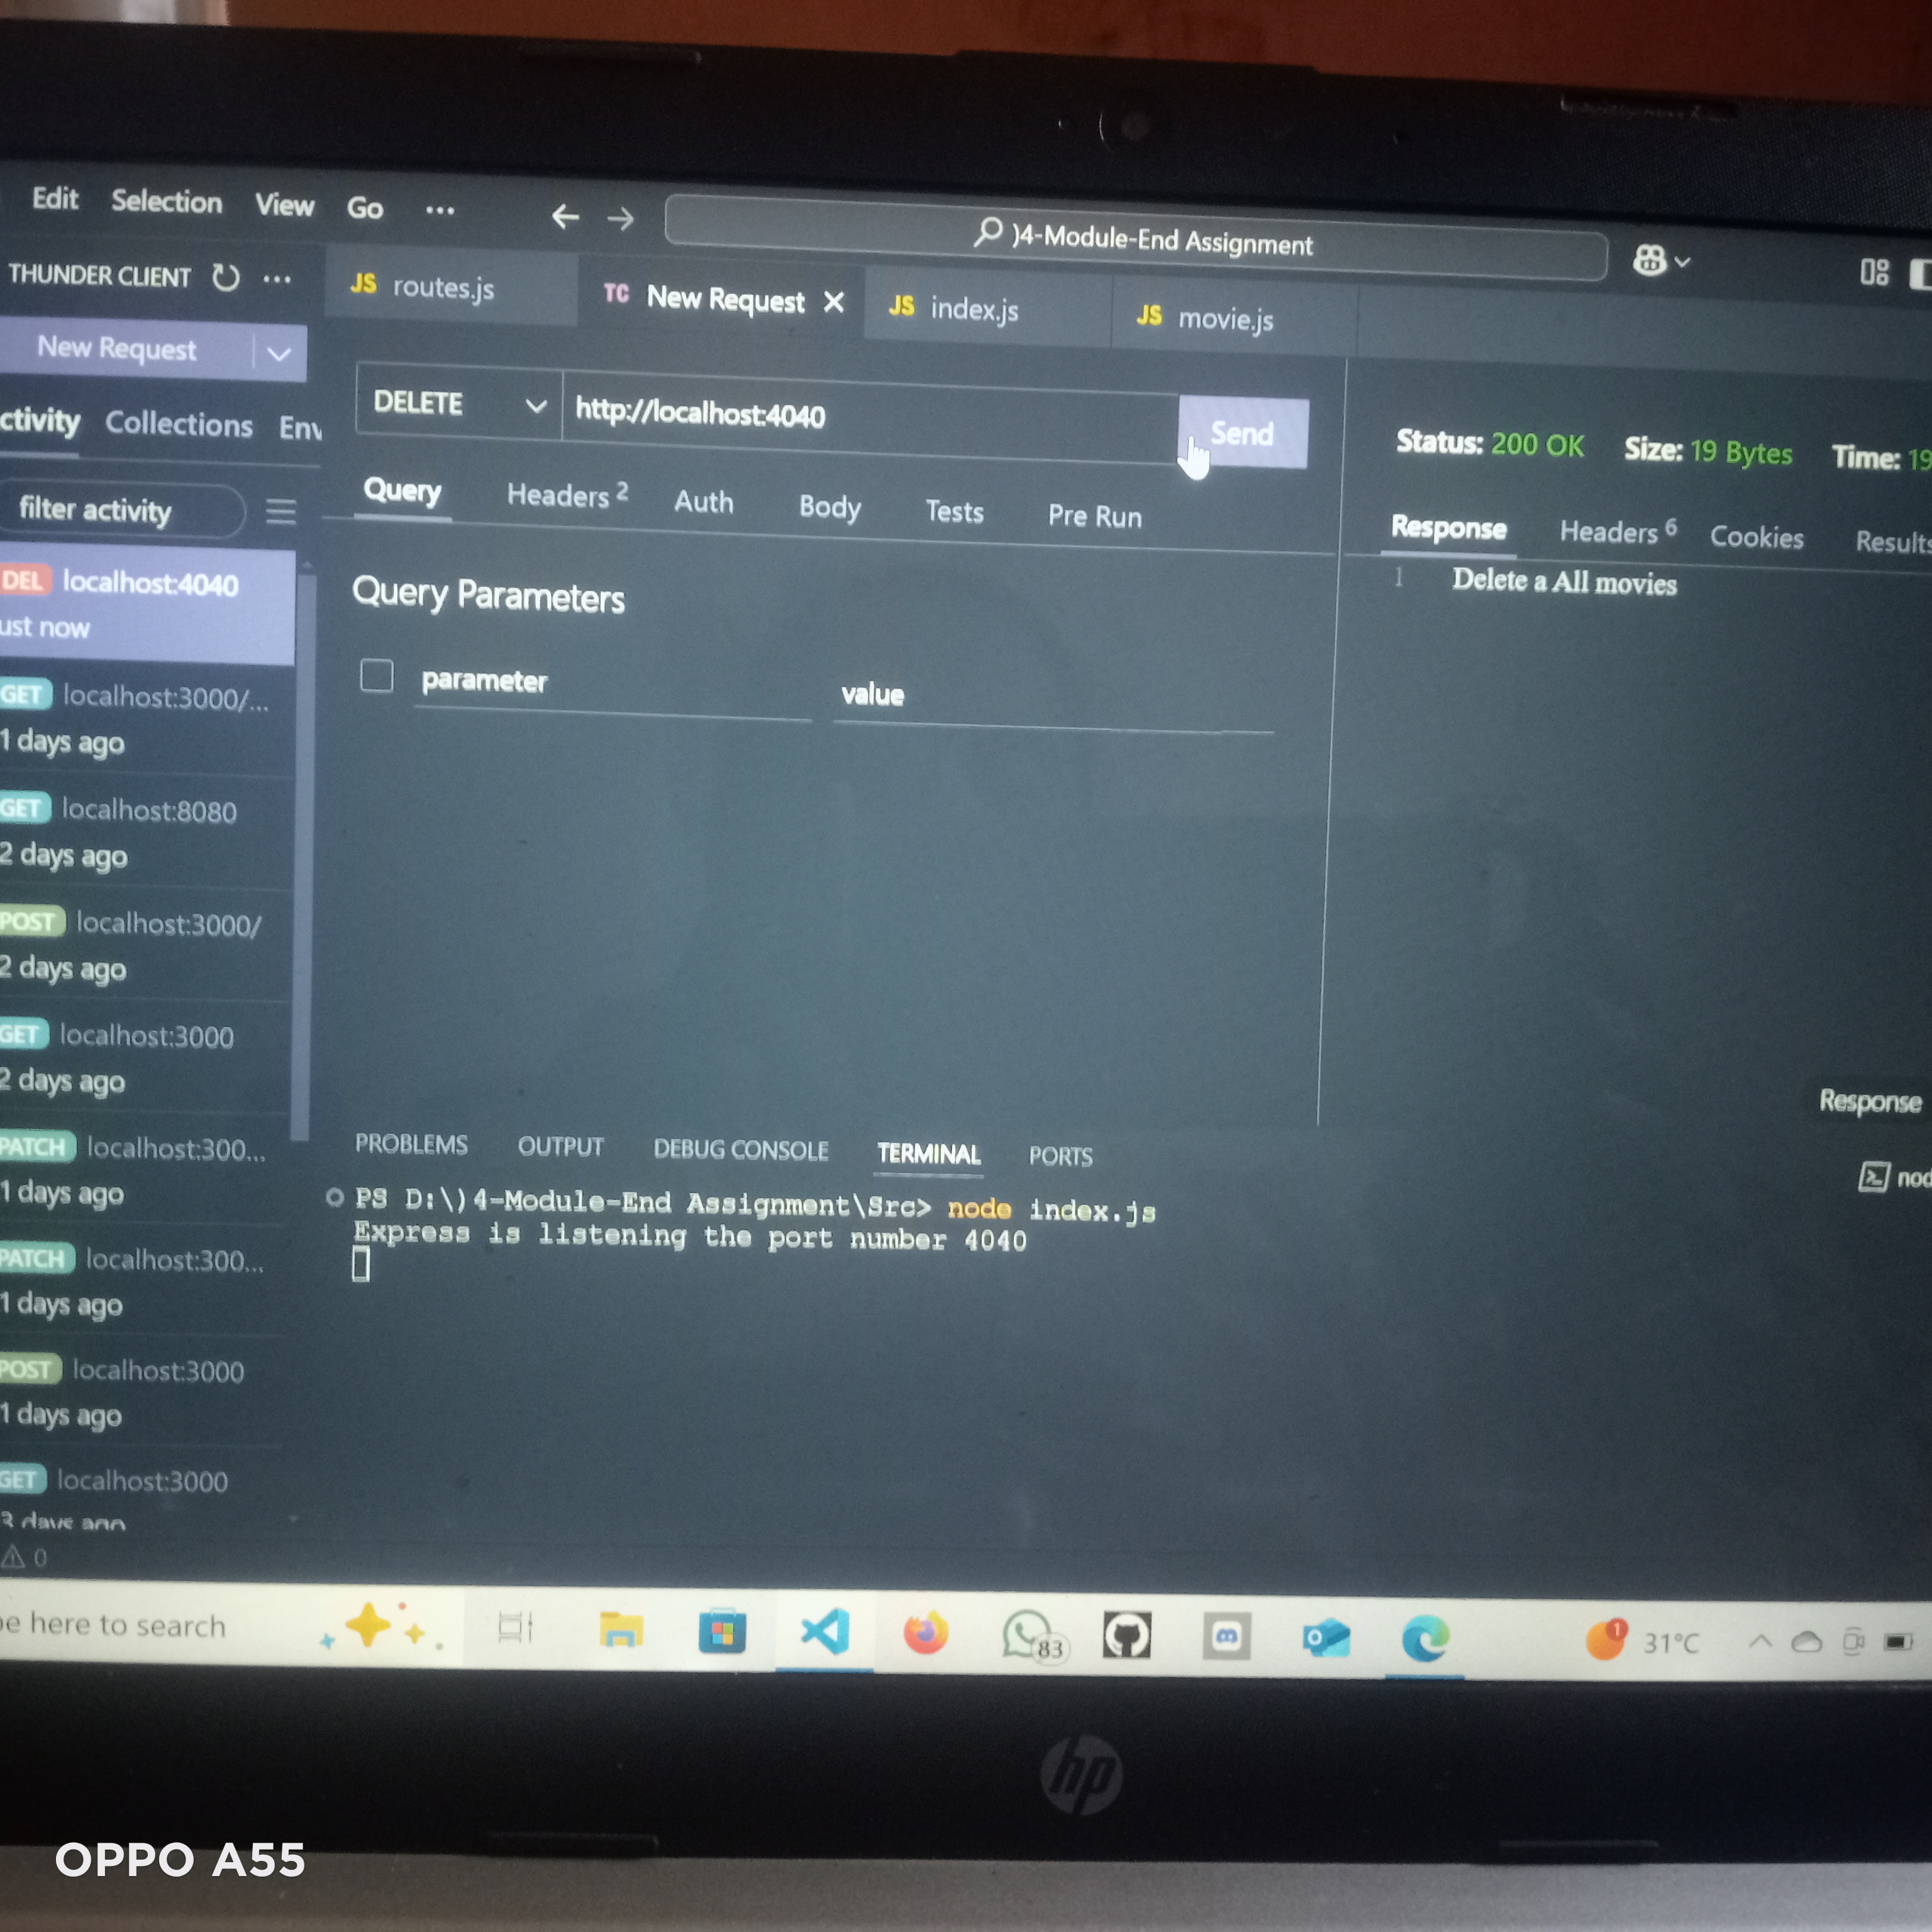 Edit Selection View Go ...
)4-Module-End Assignment
THUNDER CLIENT
routes.js
New Request
index.js
movie.js
New Request
ctivity Collections Env
filter activity
DEL localhost:4040
ust now
GET localhost:3000/...
1 days ago
GET localhost:8080
2 days ago
POST localhost:3000/
2 days ago
GET localhost:3000
2 days ago
PATCH localhost:300...
1 days ago
PATCH localhost:300...
1 days ago
POST localhost:3000
1 days ago
GET localhost:3000
3 days ago
0
DELETE http://localhost:4040 Send
Query Headers 2 Auth Body Tests Pre Run
Query Parameters
parameter value
Status: 200 OK Size: 19 Bytes Time: 19
Response Headers 6 Cookies Results
1 Delete a All movies
Response
PROBLEMS OUTPUT DEBUG CONSOLE TERMINAL PORTS
nod
PS D:\)4-Module-End Assignment\Src> node index.js
Express is listening the port number 4040
pe here to search
83
1
31°C
hp
OPPO A55